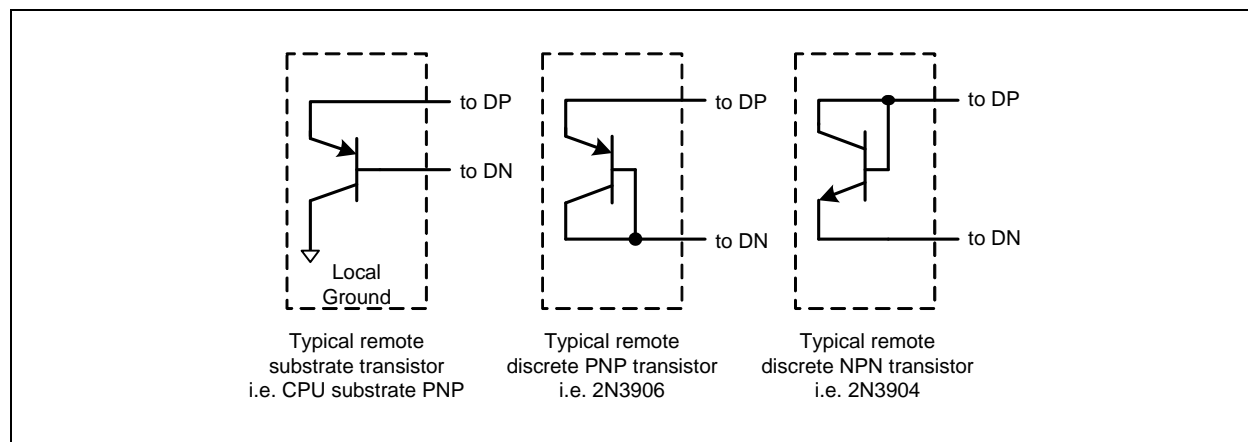 to DP
to DN
Local
Ground
Typical remote
substrate transistor
i.e. CPU substrate PNP
to DP
to DN
Typical remote
discrete PNP transistor
i.e. 2N3906
to DP
to DN
Typical remote
discrete NPN transistor
i.e. 2N3904